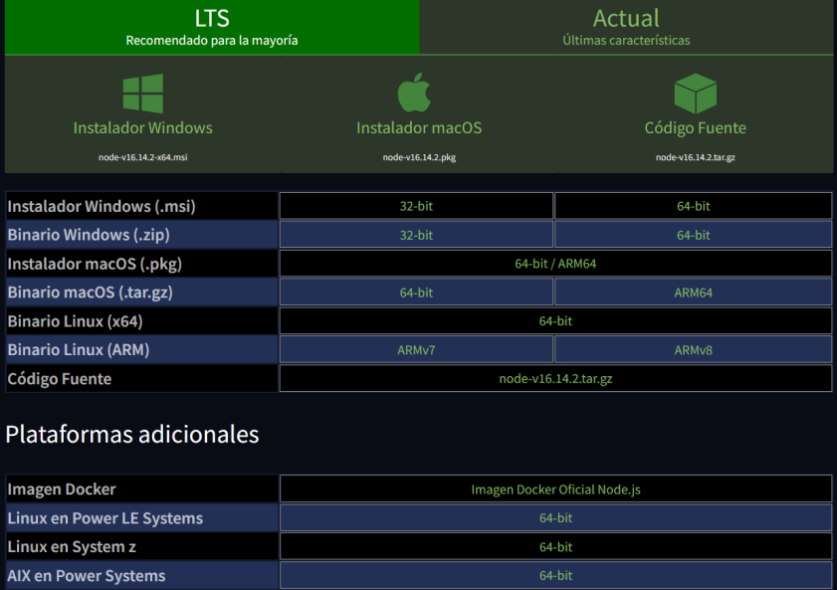 LTS
Recomendado para la mayoría
Actual
Últimas características
Instalador Windows
node-v16.14.2-x64.msi
Instalador macOS
node-v16.14.2.pkg
Código Fuente
node-v16.14.2.tar.gz
Instalador Windows (.msi) 32-bit 64-bit
Binario Windows (.zip) 32-bit 64-bit
Instalador macOS (.pkg) 64-bit / ARM64
Binario macOS (.tar.gz) 64-bit ARM64
Binario Linux (x64) 64-bit
Binario Linux (ARM) ARMv7 ARMv8
Código Fuente node-v16.14.2.tar.gz
Plataformas adicionales
Imagen Docker Imagen Docker Oficial Node.js
Linux en Power LE Systems 64-bit
Linux en System z 64-bit
AIX en Power Systems 64-bit